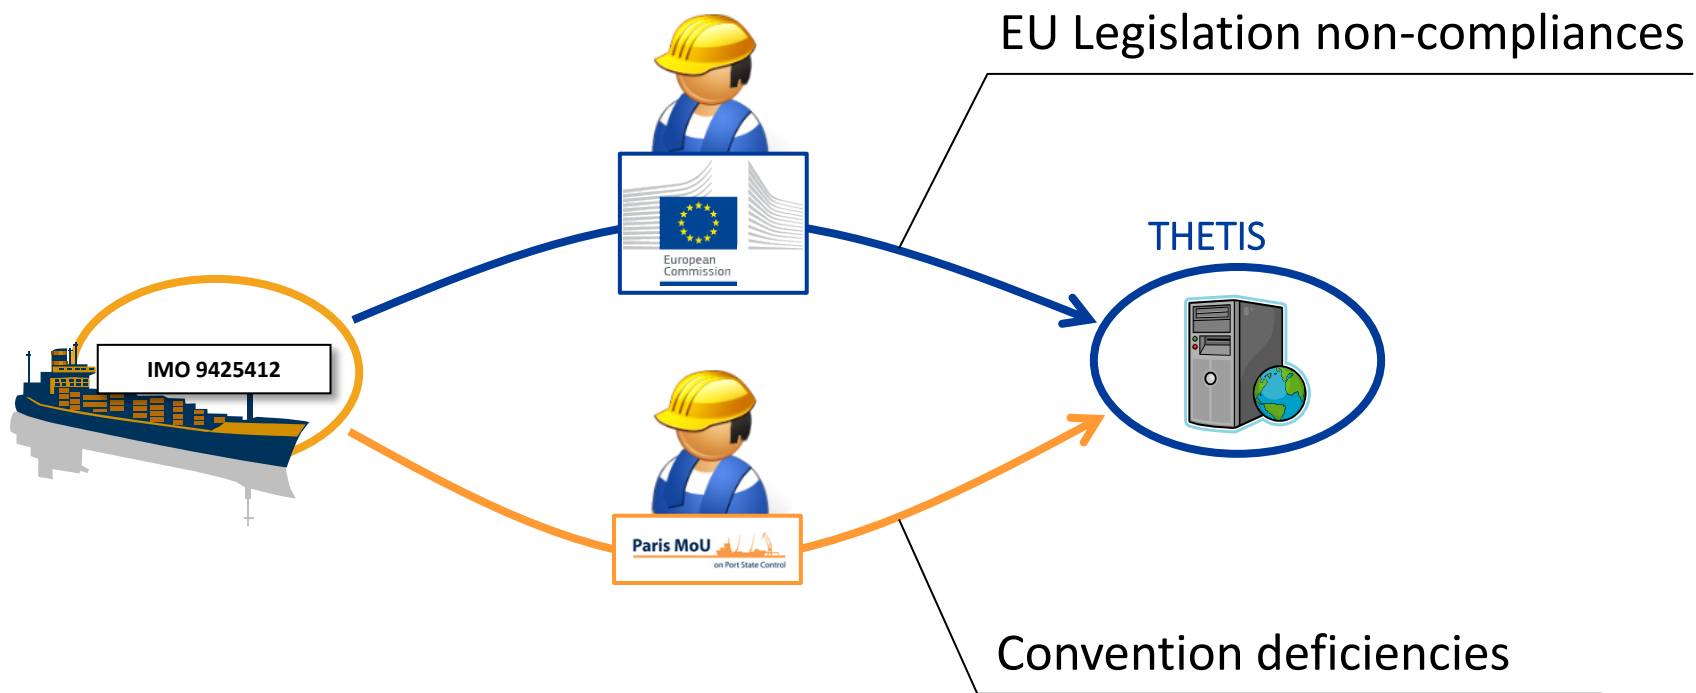 EU Legislation non-compliances
European
Commission
THETIS
IMO 9425412
Paris MoU
on Port State Control
Convention deficiencies